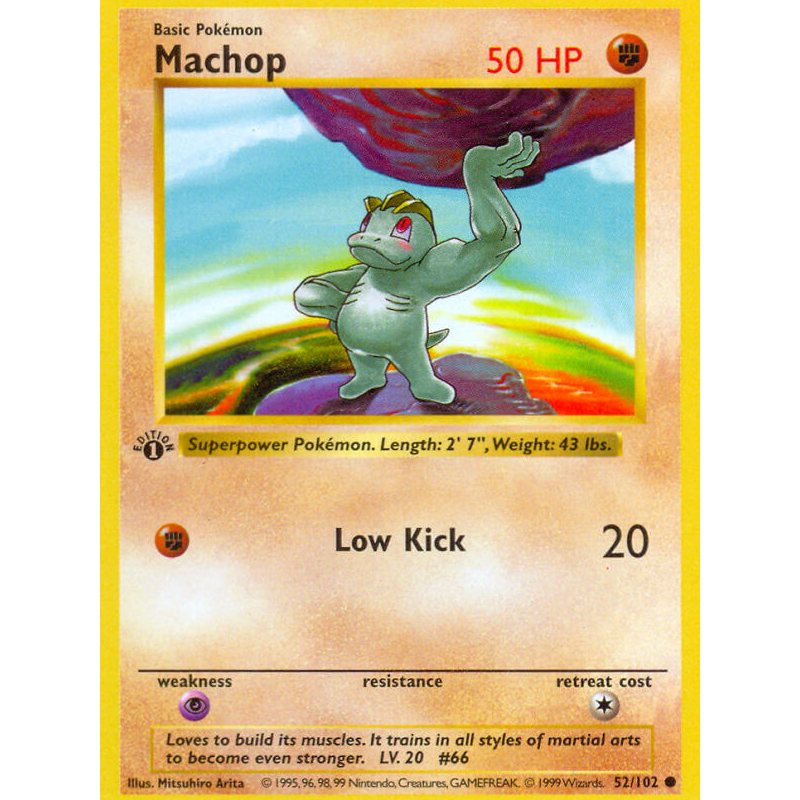 Basic Pokémon
Machop 50 HP
EDITION
1
Superpower Pokémon. Length: 2' 7", Weight: 43 lbs.
Low Kick 20
weakness resistance retreat cost
Loves to build its muscles. It trains in all styles of martial arts
to become even stronger. LV. 20 #66
Illus. Mitsuhiro Arita © 1995, 96, 98, 99 Nintendo, Creatures, GAMEFREAK. © 1999 Wizards. 52/102